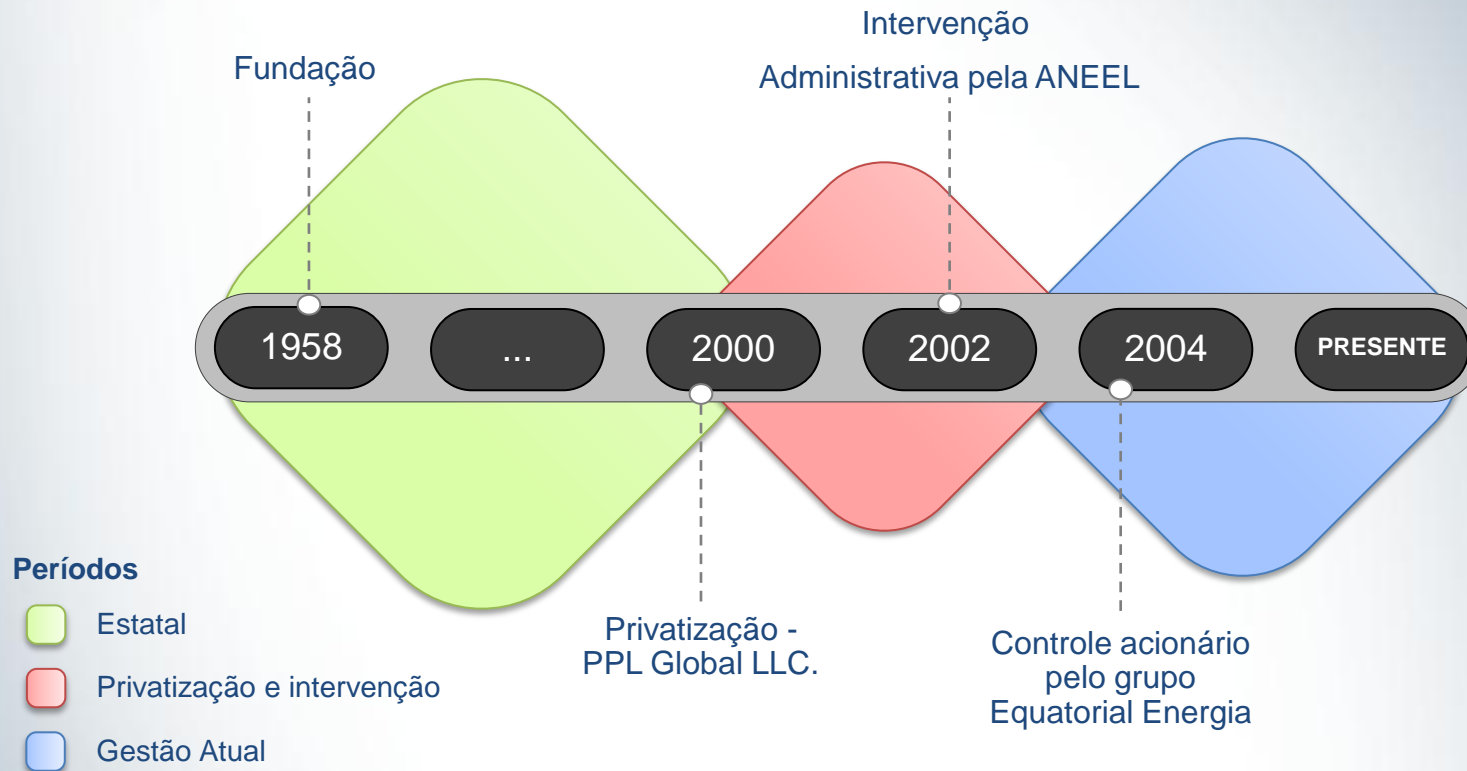 Fundação
Intervenção
Administrativa pela ANEEL
1958
...
2000
2002
2004
PRESENTE
Privatização -
PPL Global LLC.
Controle acionário
pelo grupo
Equatorial Energia
Períodos
Estatal
Privatização e intervenção
Gestão Atual